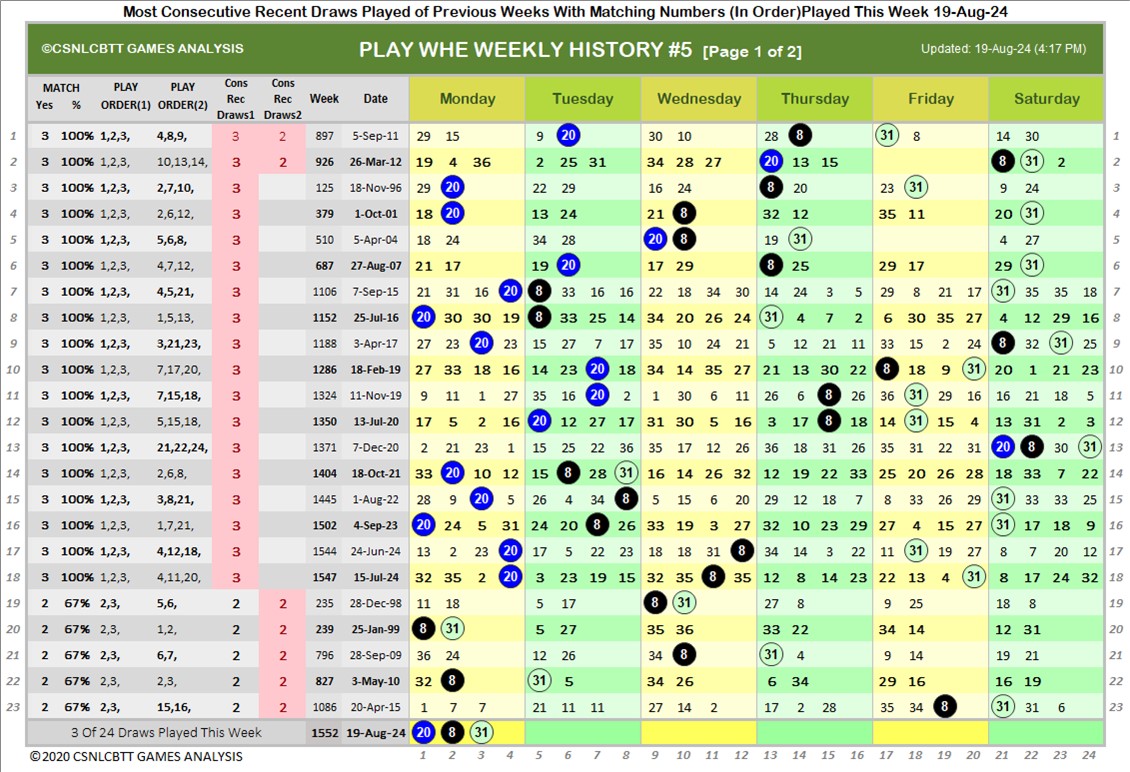 Most Consecutive Recent Draws Played of Previous Weeks With Matching Numbers (In Order)Played This Week 19-Aug-24
©CSNLCBTT GAMES ANALYSIS PLAY WHE WEEKLY HISTORY #5 [Page 1 of 2] Updated: 19-Aug-24 (4:17 PM)
MATCH PLAY PLAY Cons Cons Week Date Monday Tuesday Wednesday Thursday Friday Saturday
Yes % ORDER(1) ORDER(2) Rec Rec
Draws1 Draws2
1 3 100% 1,2,3, 4,8,9, 3 2 897 5-Sep-11 29 15 9 20 30 10 28 8 31 8 14 30 1
2 3 100% 1,2,3, 10,13,14, 3 2 926 26-Mar-12 19 4 36 2 25 31 34 28 27 20 13 15 8 31 2 2
3 3 100% 1,2,3, 2,7,10, 3 125 18-Nov-96 29 20 22 29 16 24 8 20 23 31 9 24 3
4 3 100% 1,2,3, 2,6,12, 3 379 1-Oct-01 18 20 13 24 21 8 32 12 35 11 20 31 4
5 3 100% 1,2,3, 5,6,8, 3 510 5-Apr-04 18 24 34 28 20 8 19 31 4 27 5
6 3 100% 1,2,3, 4,7,12, 3 687 27-Aug-07 21 17 19 20 17 29 8 25 29 17 29 31 6
7 3 100% 1,2,3, 4,5,21, 3 1106 7-Sep-15 21 31 16 20 8 33 16 16 22 18 34 30 14 24 3 5 29 8 21 17 31 35 35 18 7
8 3 100% 1,2,3, 1,5,13, 3 1152 25-Jul-16 20 30 30 19 8 33 25 14 34 20 26 24 31 4 7 2 6 30 35 27 4 12 29 16 8
9 3 100% 1,2,3, 3,21,23, 3 1188 3-Apr-17 27 23 20 23 15 27 7 17 35 10 24 21 5 12 21 11 33 15 2 24 8 32 31 25 9
10 3 100% 1,2,3, 7,17,20, 3 1286 18-Feb-19 27 33 18 16 14 23 20 18 34 14 35 27 21 13 30 22 8 18 9 31 20 1 21 23 10
11 3 100% 1,2,3, 7,15,18, 3 1324 11-Nov-19 9 11 1 27 35 16 20 2 1 30 6 11 26 6 8 26 36 31 29 16 16 21 18 5 11
12 3 100% 1,2,3, 5,15,18, 3 1350 13-Jul-20 17 5 2 16 20 12 27 17 31 30 5 16 3 17 8 18 14 31 15 4 13 31 2 3 12
13 3 100% 1,2,3, 21,22,24, 3 1371 7-Dec-20 2 21 23 1 15 25 22 36 35 17 12 26 36 18 31 26 35 31 22 31 20 8 30 31 13
14 3 100% 1,2,3, 2,6,8, 3 1404 18-Oct-21 33 20 10 12 15 8 28 31 16 14 26 32 12 19 22 33 25 20 26 28 18 33 7 22 14
15 3 100% 1,2,3, 3,8,21, 3 1445 1-Aug-22 28 9 20 5 26 4 34 8 5 15 6 20 29 12 18 7 8 33 26 29 31 33 33 25 15
16 3 100% 1,2,3, 1,7,21, 3 1502 4-Sep-23 20 24 5 31 24 20 8 26 33 19 3 27 32 10 23 29 27 4 15 27 31 17 18 9 16
17 3 100% 1,2,3, 4,12,18, 3 1544 24-Jun-24 13 2 23 20 17 5 22 23 18 18 31 8 34 14 3 22 11 31 19 27 8 7 20 12 17
18 3 100% 1,2,3, 4,11,20, 3 1547 15-Jul-24 32 35 2 20 3 23 19 15 32 35 8 35 12 8 14 23 22 13 4 31 8 17 24 32 18
19 2 67% 2,3, 5,6, 2 2 235 28-Dec-98 11 18 5 17 8 31 27 8 9 25 18 8 19
20 2 67% 2,3, 1,2, 2 2 239 25-Jan-99 8 31 5 27 35 36 33 22 34 14 12 31 20
21 2 67% 2,3, 6,7, 2 2 796 28-Sep-09 36 24 12 26 34 8 31 4 9 14 19 21 21
22 2 67% 2,3, 2,3, 2 2 827 3-May-10 32 8 31 5 34 26 6 34 29 16 16 19 22
23 2 67% 2,3, 15,16, 2 2 1086 20-Apr-15 1 7 7 21 11 11 27 14 2 17 2 28 35 34 8 31 31 6 23
3 Of 24 Draws Played This Week 1552 19-Aug-24 20 8 31
©2020 CSNLCBTT GAMES ANALYSIS 1 2 3 4 5 6 7 8 9 10 11 12 13 14 15 16 17 18 19 20 21 22 23 24